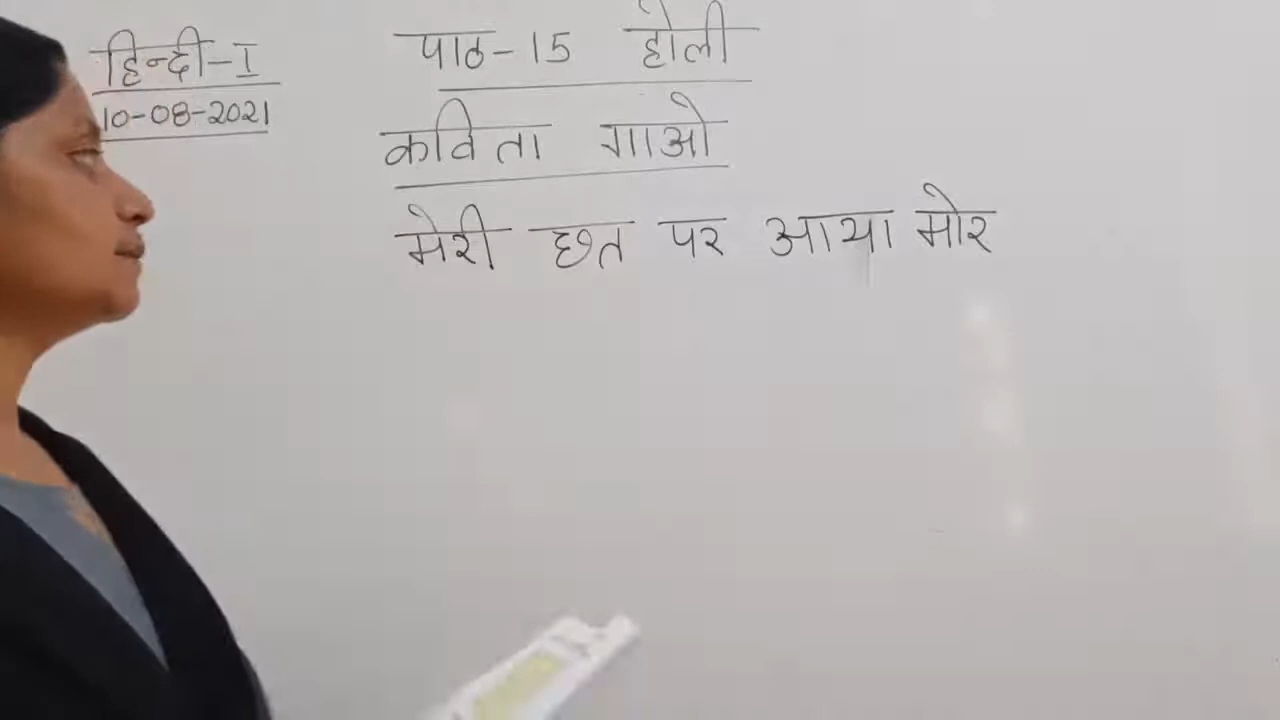 हिन्दी-I
10-08-2021
पाठ-15 होली
कविता गाओ
मेरी छत पर आया मोर